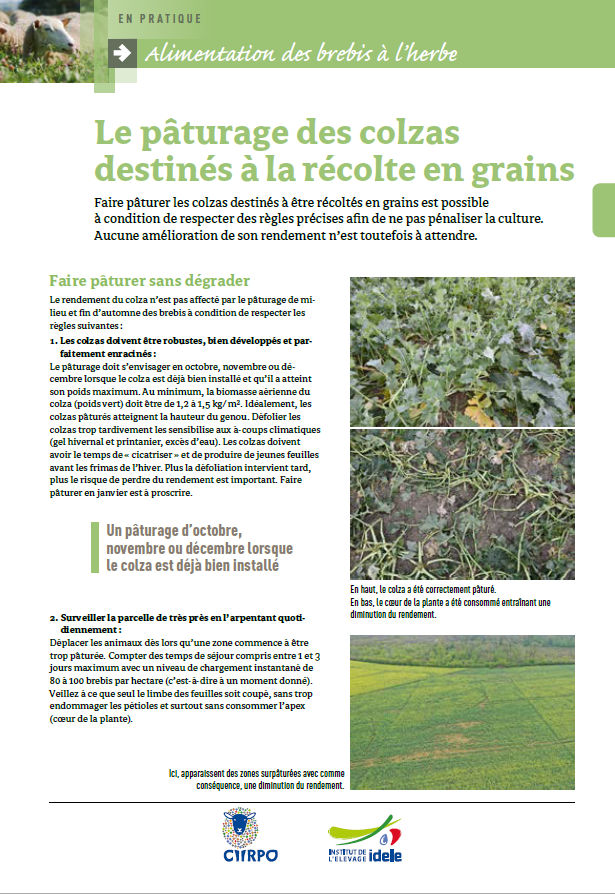 EN PRATIQUE
Alimentation des brebis à l'herbe
Le pâturage des colzas
destinés à la récolte en grains
Faire pâturer les colzas destinés à être récoltés en grains est possible
à condition de respecter des règles précises afin de ne pas pénaliser la culture.
Aucune amélioration de son rendement n'est toutefois à attendre.
Faire pâturer sans dégrader
Le rendement du colza n'est pas affecté par le pâturage de mi-
lieu et fin d'automne des brebis à condition de respecter les
règles suivantes :
1. Les colzas doivent être robustes, bien développés et par-
faitement enracinés :
Le pâturage doit s'envisager en octobre, novembre ou dé-
cembre lorsque le colza est déjà bien installé et qu'il a atteint
son poids maximum. Au minimum, la biomasse aérienne du
colza (poids vert) doit être de 1,2 à 1,5 kg/m². Idéalement, les
colzas pâturés atteignent la hauteur du genou. Défolier les
colzas trop tardivement les sensibilise aux à-coups climatiques
(gel hivernal et printanier, excès d'eau). Les colzas doivent
avoir le temps de « cicatriser » et de produire de jeunes feuilles
avant les frimas de l'hiver. Plus la défoliation intervient tard,
plus le risque de perdre du rendement est important. Faire
pâturer en janvier est à proscrire.
Un pâturage d'octobre,
novembre ou décembre lorsque
le colza est déjà bien installé
2. Surveiller la parcelle de très près en l'arpentant quoti-
diennement :
Déplacer les animaux dès lors qu'une zone commence à être
trop pâturée. Compter des temps de séjour compris entre 1 et 3
jours maximum avec un niveau de chargement instantané de
80 à 100 brebis par hectare (c'est-à-dire à un moment donné).
Veillez à ce que seul le limbe des feuilles soit coupé, sans trop
endommager les pétioles et surtout sans consommer l'apex
(cœur de la plante).
En haut, le colza a été correctement pâturé.
En bas, le cœur de la plante a été consommé entraînant une
diminution du rendement.
Ici, apparaissent des zones surpâturées avec comme
conséquence, une diminution du rendement.
CIIRPO
INSTITUT DE
L'ELEVAGE idele